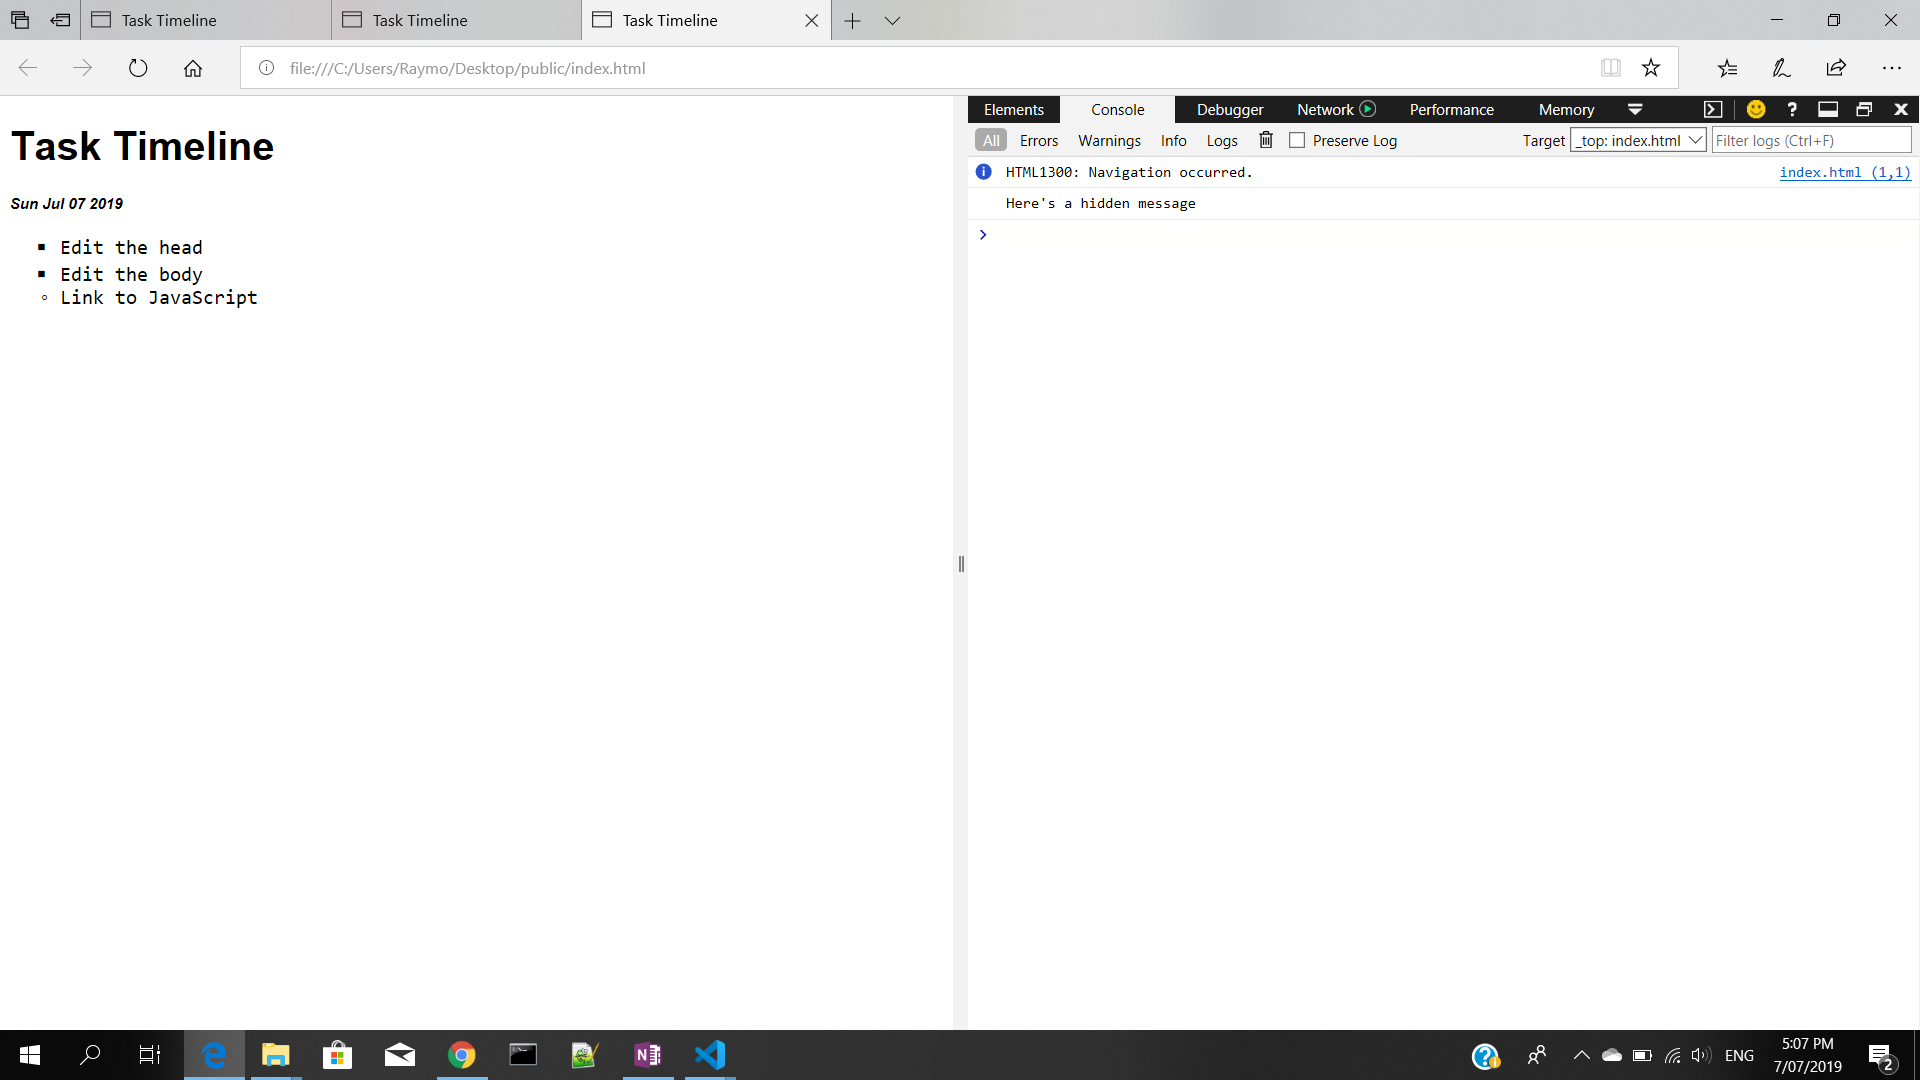 Task Timeline
Task Timeline
Task Timeline
file:///C:/Users/Raymo/Desktop/public/index.html
Task Timeline
Sun Jul 07 2019
Edit the head
Edit the body
Link to JavaScript
Elements Console Debugger Network Performance Memory
All Errors Warnings Info Logs Preserve Log Target _top: index.html Filter logs (Ctrl+F)
HTML1300: Navigation occurred. index.html (1,1)
Here's a hidden message
ENG
5:07 PM
7/07/2019
2